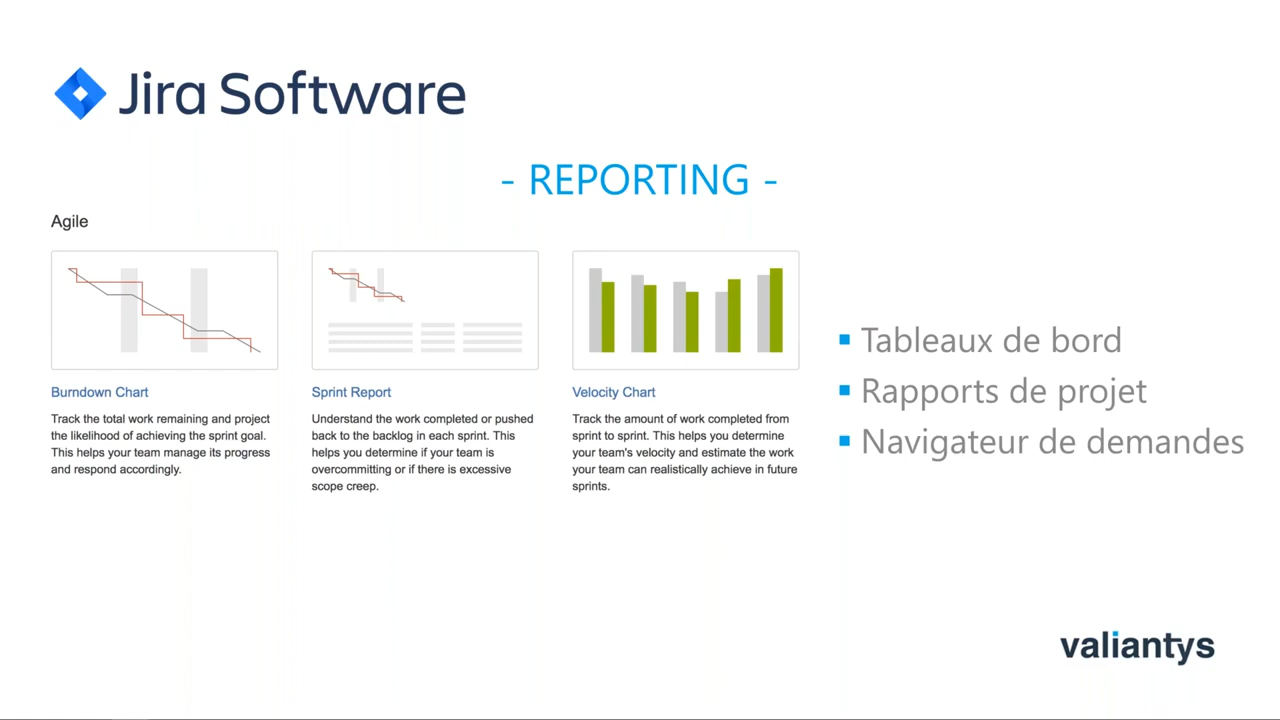 Jira Software
- REPORTING -
Agile
Burndown Chart
Track the total work remaining and project
the likelihood of achieving the sprint goal.
This helps your team manage its progress
and respond accordingly.
Sprint Report
Understand the work completed or pushed
back to the backlog in each sprint. This
helps you determine if your team is
overcommitting or if there is excessive
scope creep.
Velocity Chart
Track the amount of work completed from
sprint to sprint. This helps you determine
your team's velocity and estimate the work
your team can realistically achieve in future
sprints.
Tableaux de bord
Rapports de projet
Navigateur de demandes
valiantys